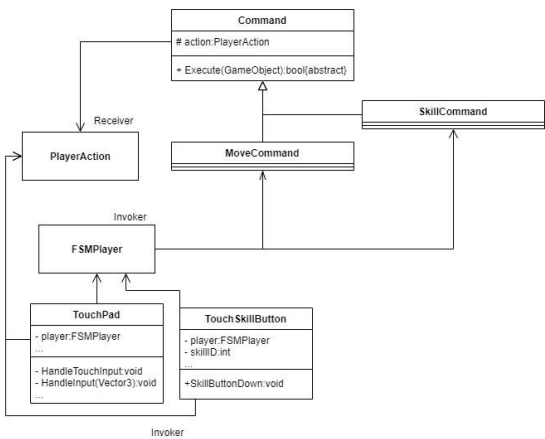 Command
# action:PlayerAction
+ Execute(GameObject):bool{abstract}
SkillCommand
Receiver
PlayerAction
MoveCommand
Invoker
FSMPlayer
TouchPad
- player:FSMPlayer
...
- HandleTouchInput:void
- HandleInput(Vector3):void
...
TouchSkillButton
- player:FSMPlayer
- skillID:int
...
+SkillButtonDown:void
Invoker